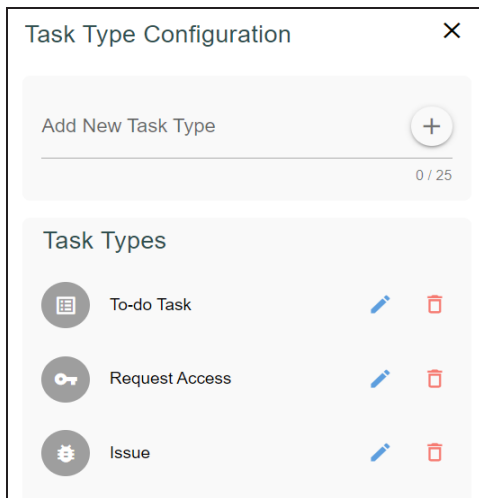 Task Type Configuration
Add New Task Type
0 / 25
Task Types
To-do Task
Request Access
Issue